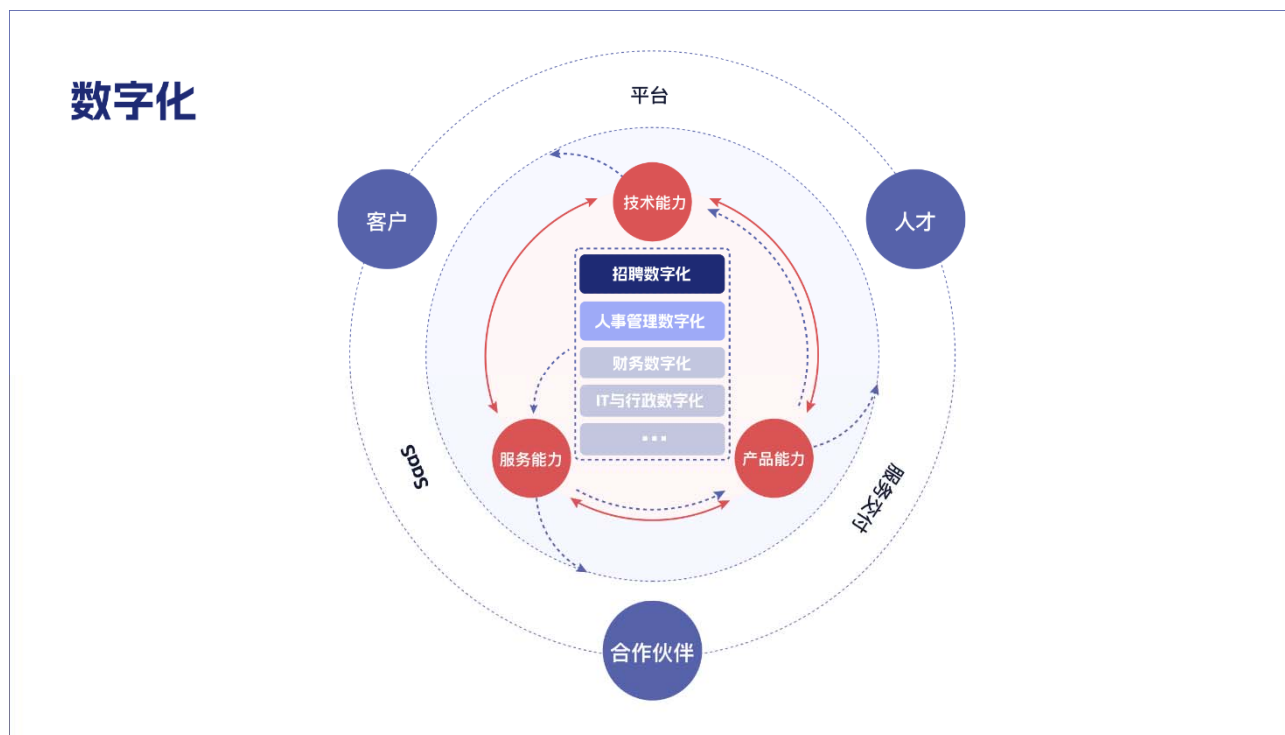 数字化
平台
客户
人才
技术能力
招聘数字化
人事管理数字化
财务数字化
IT与行政数字化
...
服务能力
产品能力
SaaS
服务交付
合作伙伴